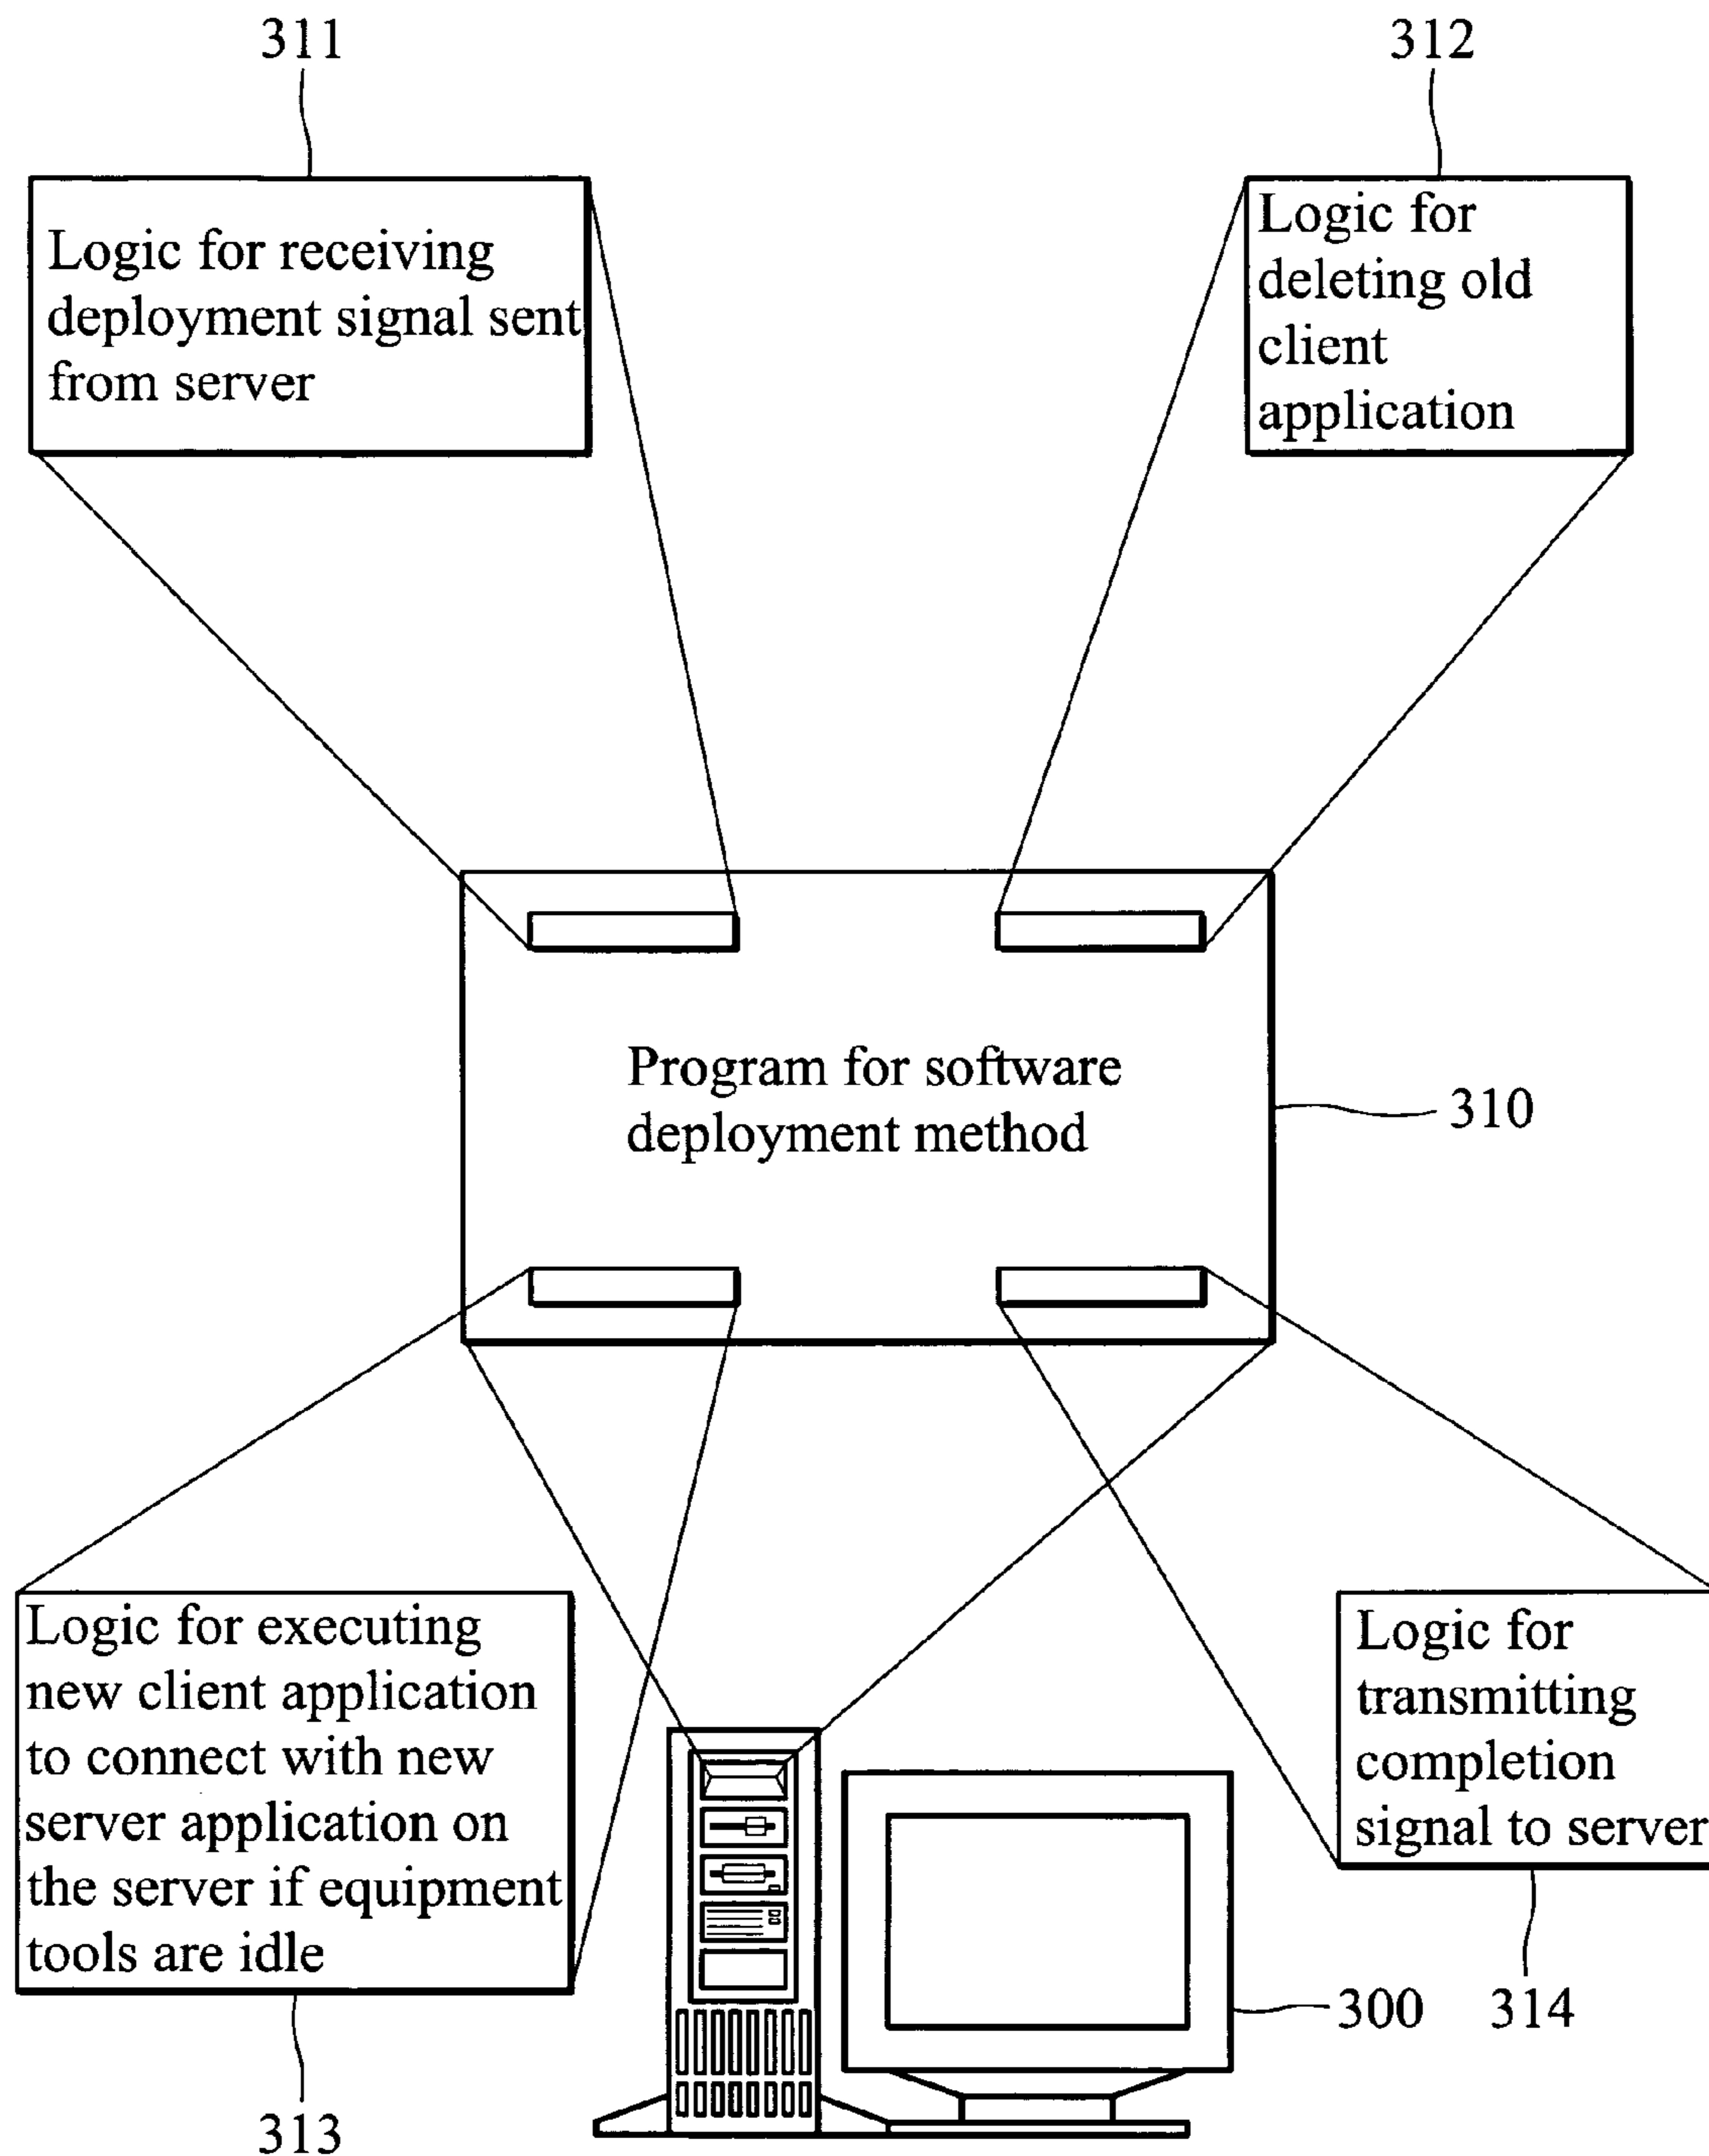 311
312
Logic for receiving
deployment signal sent
from server
Logic for
deleting old
client
application
Program for software
deployment method
310
Logic for executing
new client application
to connect with new
server application on
the server if equipment
tools are idle
Logic for
transmitting
completion
signal to server
300
314
313